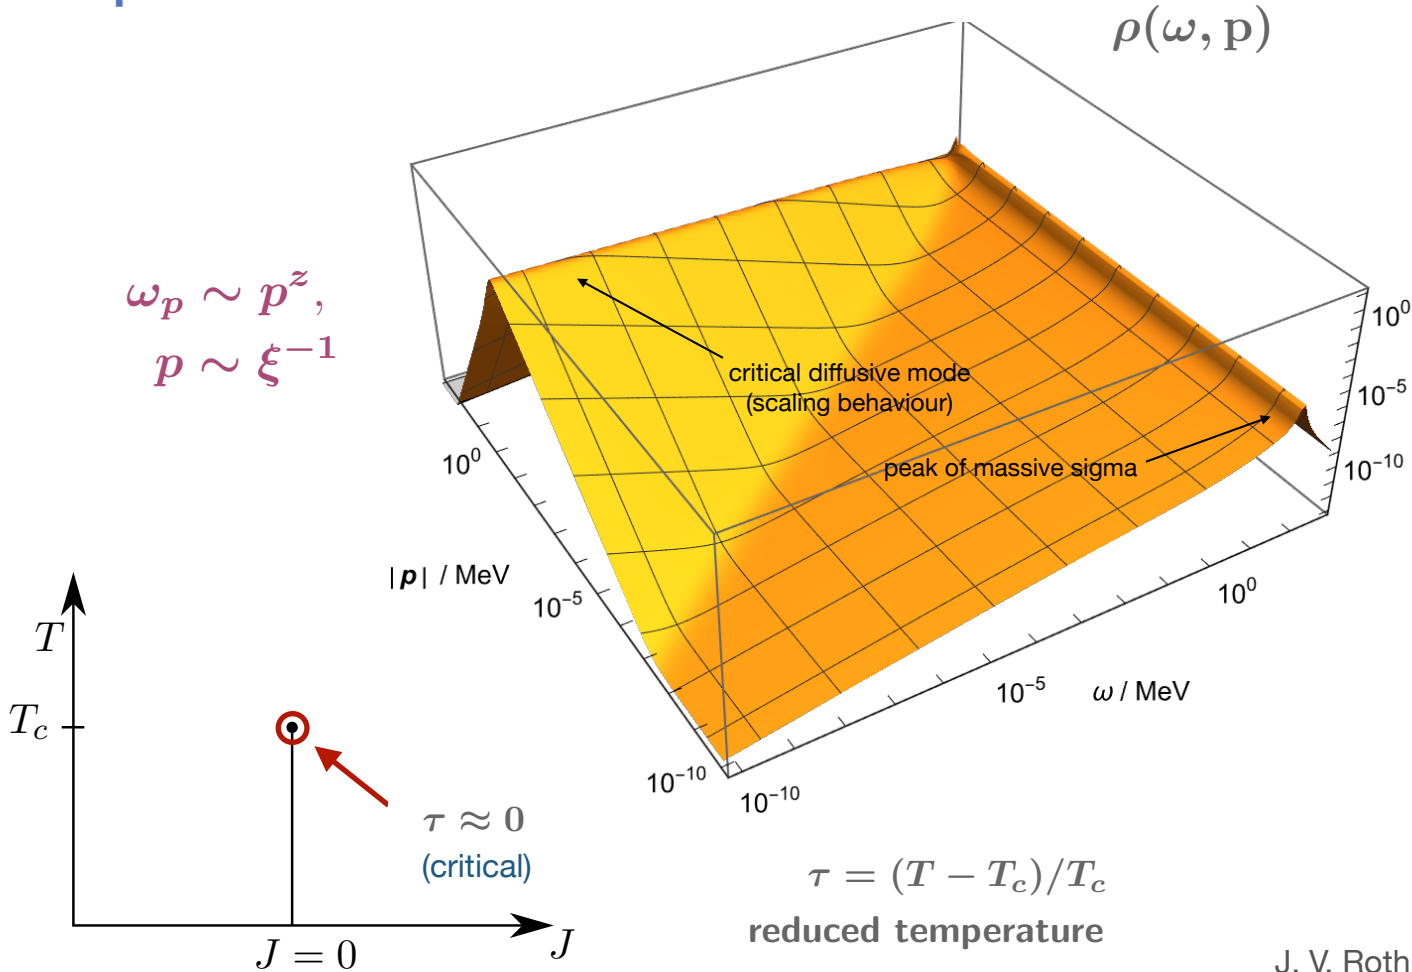 ρ(ω, p)
ω_p ∼ p^z,
p ∼ ξ^−1
critical diffusive mode
(scaling behaviour)
peak of massive sigma
10^0
10^−5
10^−10
10^0
10^−5
10^−10
|p| / MeV
10^0
10^−5
10^−10
ω / MeV
T
T_c
τ ≈ 0
(critical)
J = 0
J
τ = (T − T_c)/T_c
reduced temperature
J. V. Roth